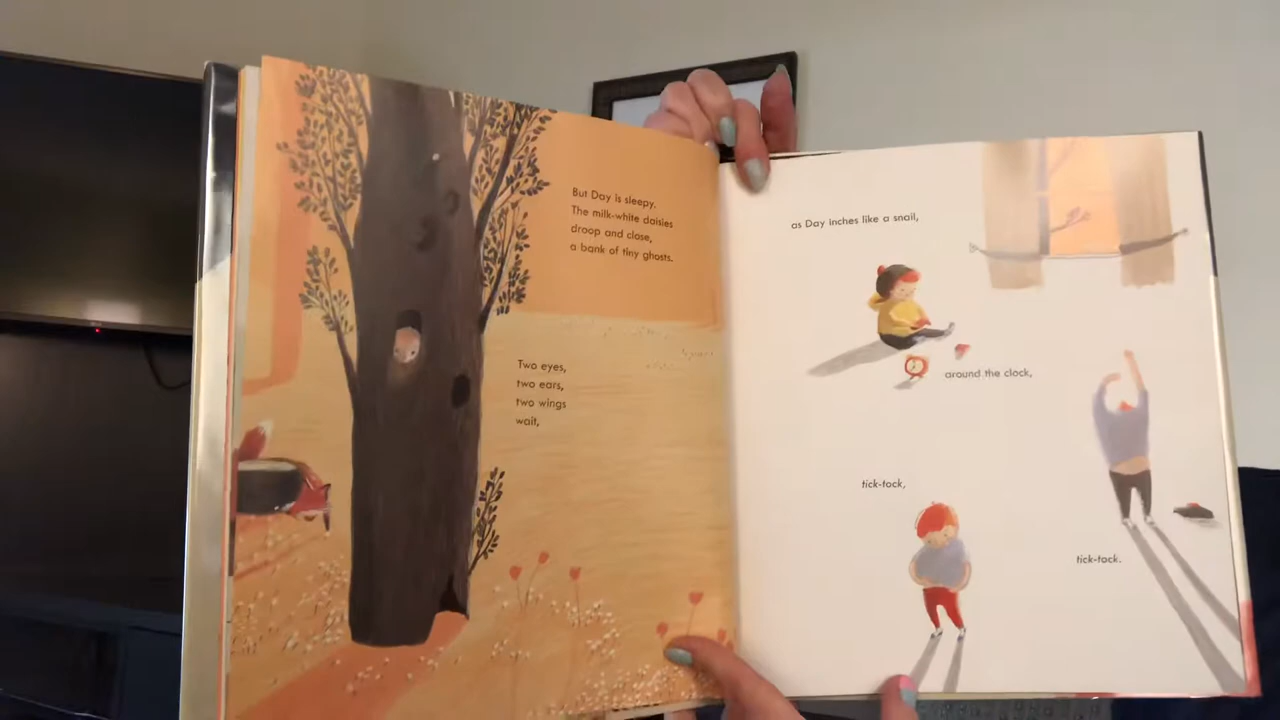 But Day is sleepy.
The milk-white daisies
droop and close,
a bank of tiny ghosts.
Two eyes,
two ears,
two wings
wait,
as Day inches like a snail,
around the clock,
tick-tock,
tick-tock.